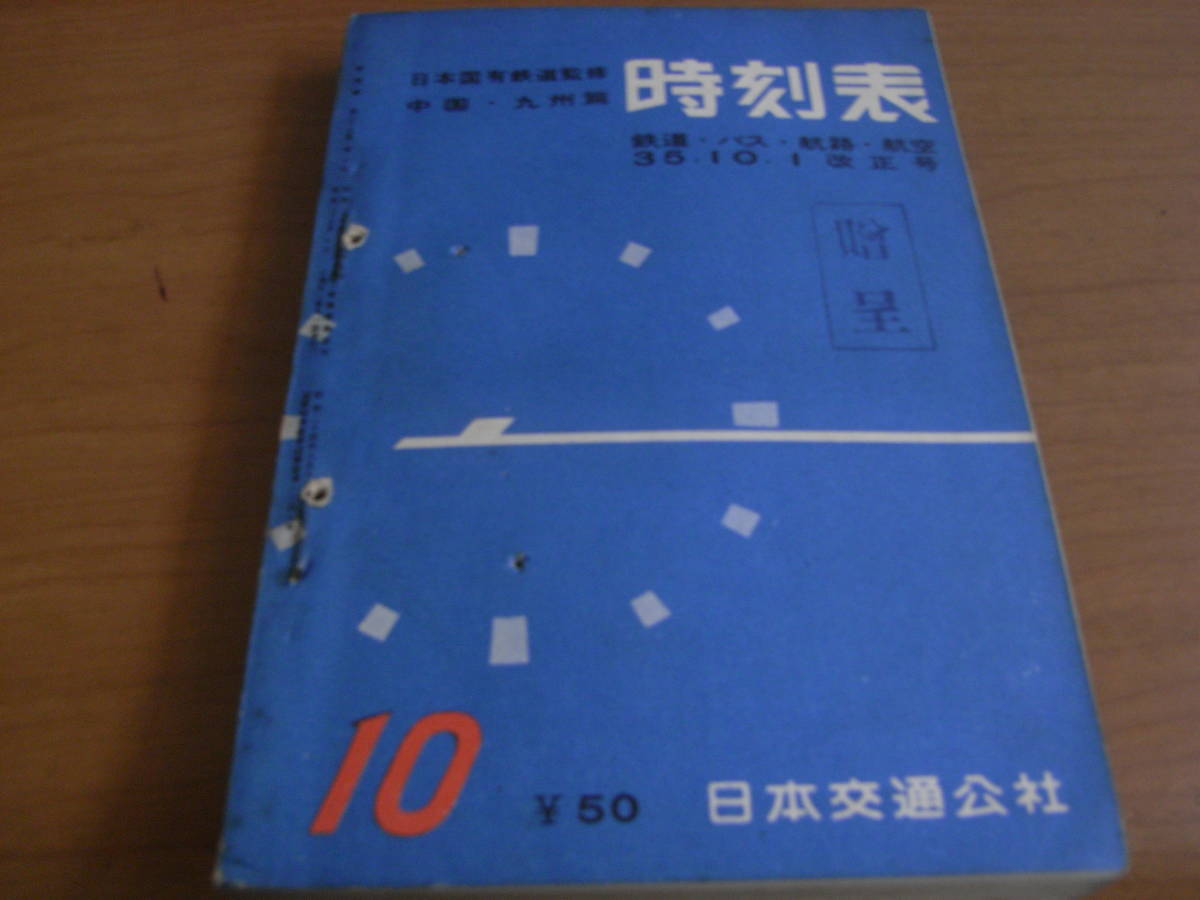 日本国有鉄道監修
中国・九州篇
時刻表
鉄道・バス・航路・航空
35.10.1改正号
贈呈
10
¥50
日本交通公社